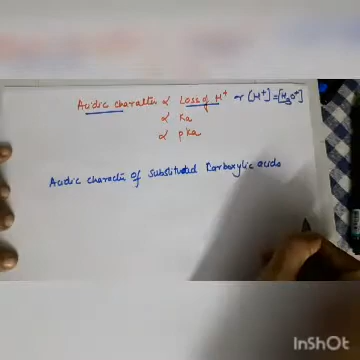 Acidic character ∝ Loss of H⁺ or [H⁺] = [H₃O⁺]
∝ Ka
∝ pKa
Acidic character of Substituted Carboxylic acids
InShOt